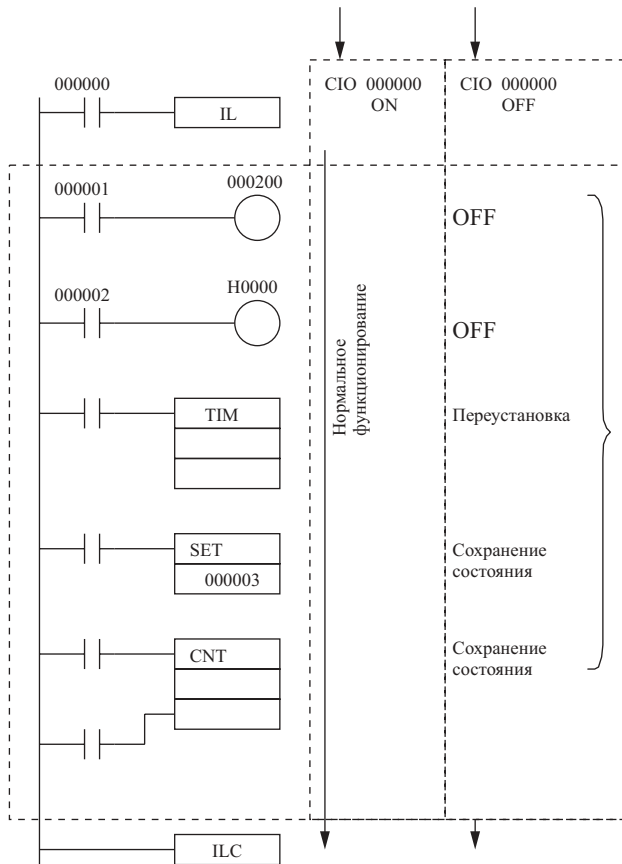 000000
IL
CIO 000000
ON
CIO 000000
OFF
000001
000200
OFF
000002
H0000
OFF
Нормальное
функционирование
TIM
Переустановка
SET
000003
Сохранение
состояния
CNT
Сохранение
состояния
ILC